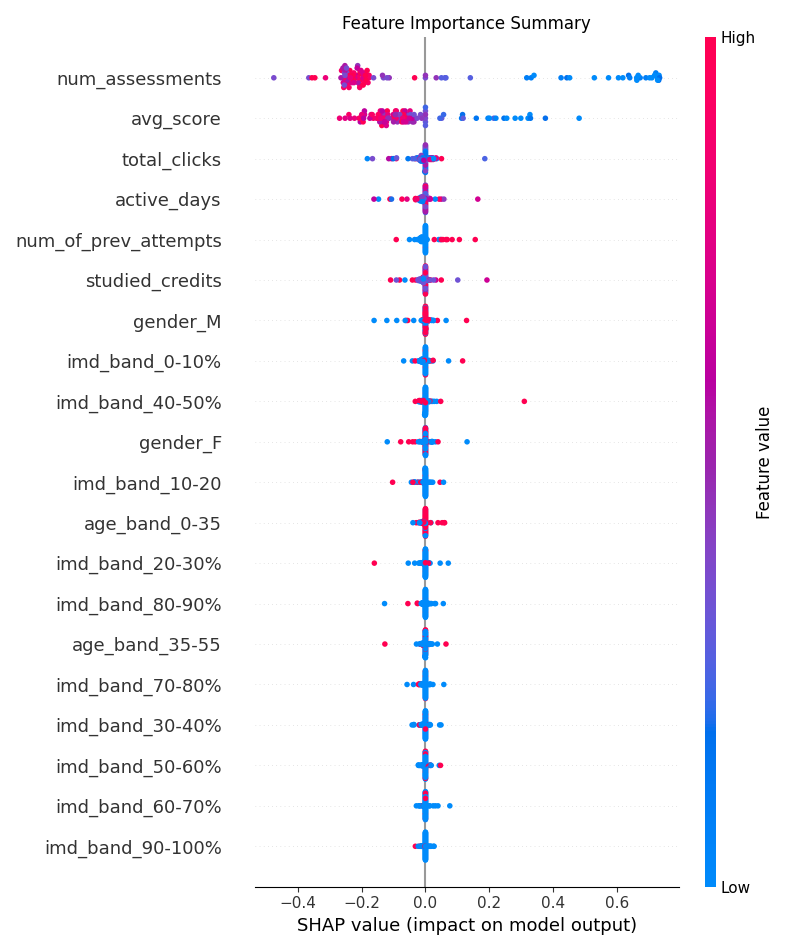 Feature Importance Summary
High
num_assessments
avg_score
total_clicks
active_days
num_of_prev_attempts
studied_credits
gender_M
imd_band_0-10%
imd_band_40-50%
gender_F
imd_band_10-20
age_band_0-35
imd_band_20-30%
imd_band_80-90%
age_band_35-55
imd_band_70-80%
imd_band_30-40%
imd_band_50-60%
imd_band_60-70%
imd_band_90-100%
Feature value
Low
−0.4 −0.2 0.0 0.2 0.4 0.6
SHAP value (impact on model output)